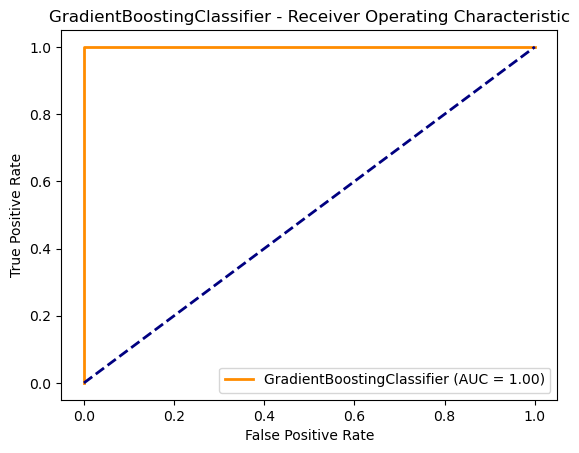 GradientBoostingClassifier - Receiver Operating Characteristic
1.0
0.8
0.6
0.4
0.2
0.0
True Positive Rate
GradientBoostingClassifier (AUC = 1.00)
0.0 0.2 0.4 0.6 0.8 1.0
False Positive Rate